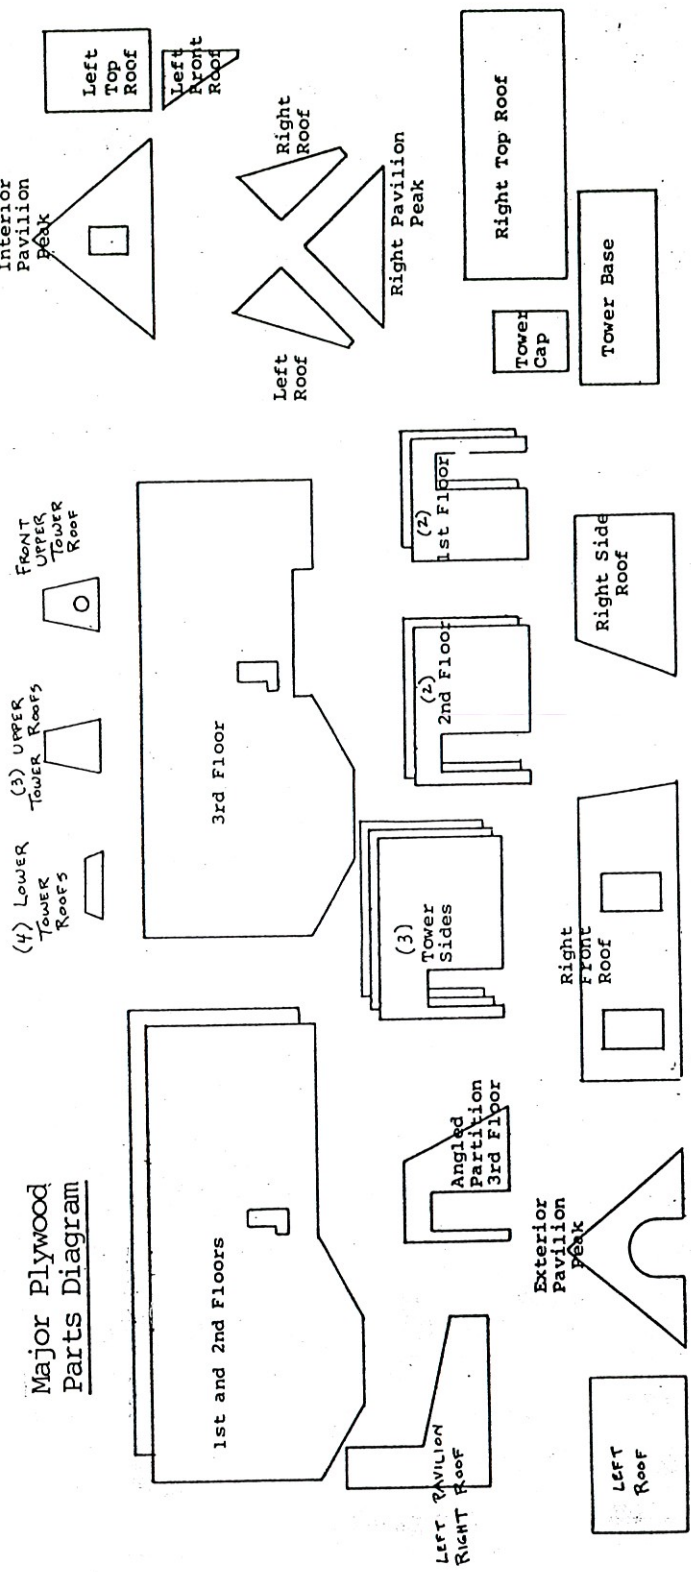 Major Plywood
Parts Diagram
(4) LOWER
TOWER
ROOFS
(3) UPPER
TOWER ROOFS
FRONT
UPPER
TOWER
ROOF
Interior
Pavilion
Peak
Left
Top
Roof
Left
Front
Roof
1st and 2nd Floors
3rd Floor
Left
Roof
Right
Roof
Right Pavilion
Peak
LEFT PAVILION
RIGHT ROOF
Angled
Partition
3rd Floor
(3)
Tower
Sides
(2)
2nd Floor
(2)
1st Floor
Tower
Cap
Right Top Roof
Tower Base
LEFT
ROOF
Exterior
Pavilion
Peak
Right
Front
Roof
Right Side
Roof